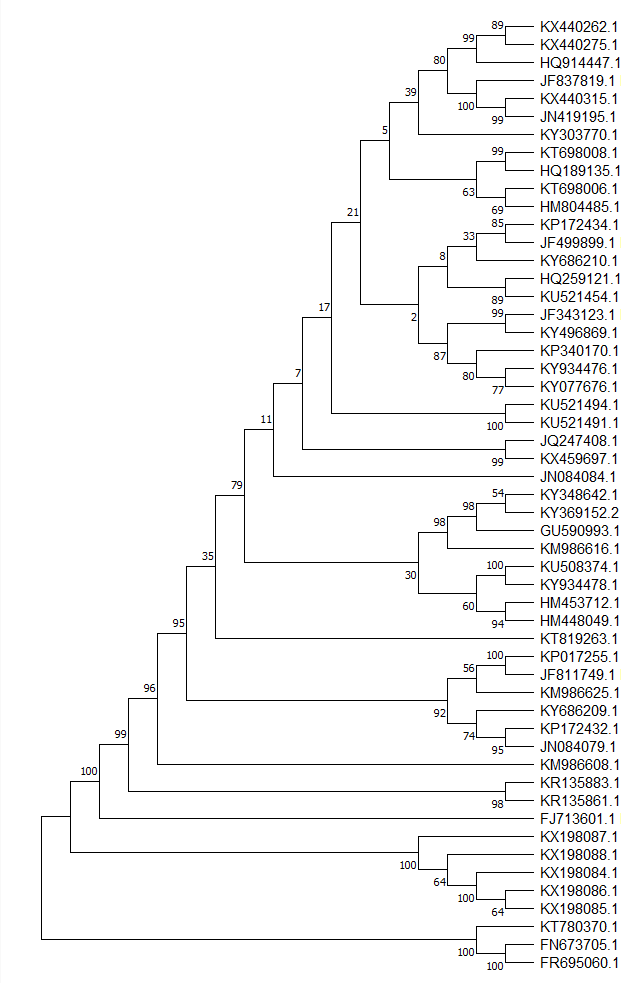 89 KX440262.1
99 KX440275.1
80 HQ914447.1
JF837819.1
39 100 KX440315.1
99 JN419195.1
5 KY303770.1
99 KT698008.1
HQ189135.1
63 KT698006.1
69 HM804485.1
21 85 KP172434.1
33 JF499899.1
8 KY686210.1
HQ259121.1
89 KU521454.1
17 2 99 JF343123.1
KY496869.1
87 KP340170.1
80 KY934476.1
77 KY077676.1
7 KU521494.1
100 KU521491.1
11 JQ247408.1
99 KX459697.1
JN084084.1
79 54 KY348642.1
98 KY369152.2
98 GU590993.1
KM986616.1
35 30 100 KU508374.1
KY934478.1
60 HM453712.1
94 HM448049.1
95 KT819263.1
100 KP017255.1
56 JF811749.1
96 KM986625.1
92 KY686209.1
74 KP172432.1
99 95 JN084079.1
KM986608.1
100 KR135883.1
98 KR135861.1
FJ713601.1
KX198087.1
100 KX198088.1
64 KX198084.1
100 KX198086.1
64 KX198085.1
KT780370.1
100 FN673705.1
100 FR695060.1